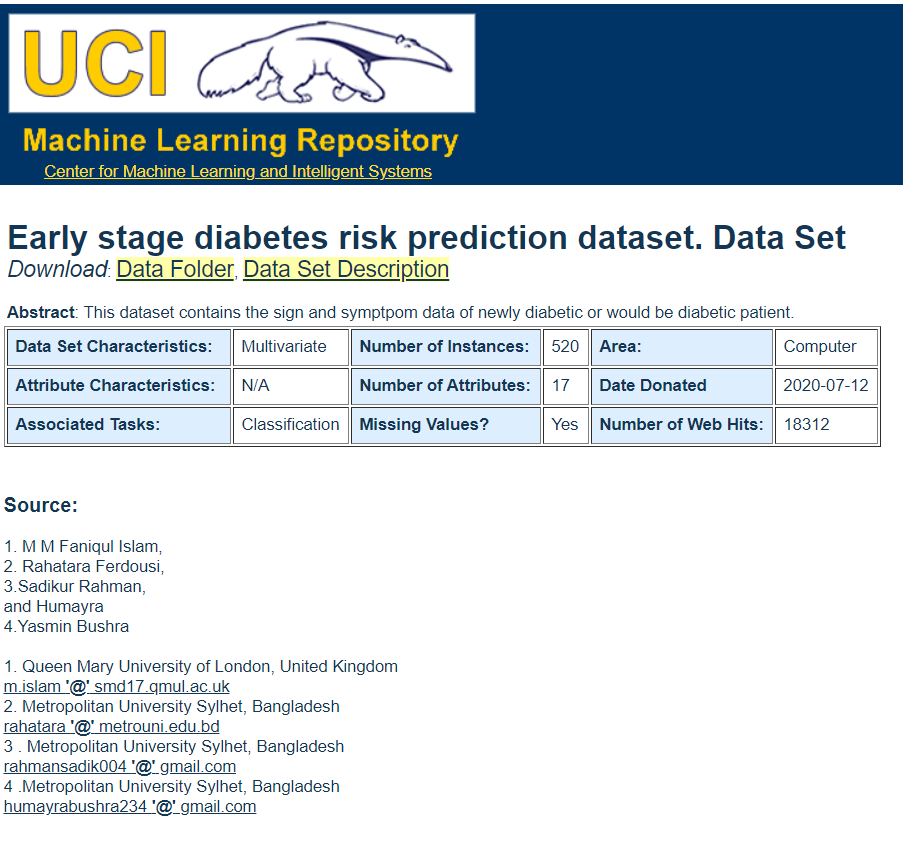 UCI
Machine Learning Repository
Center for Machine Learning and Intelligent Systems
Early stage diabetes risk prediction dataset. Data Set
Download: Data Folder, Data Set Description
Abstract: This dataset contains the sign and symptpom data of newly diabetic or would be diabetic patient.
Data Set Characteristics: Multivariate Number of Instances: 520 Area: Computer
Attribute Characteristics: N/A Number of Attributes: 17 Date Donated 2020-07-12
Associated Tasks: Classification Missing Values? Yes Number of Web Hits: 18312
Source:
1. M M Faniqul Islam,
2. Rahatara Ferdousi,
3.Sadikur Rahman,
and Humayra
4.Yasmin Bushra
1. Queen Mary University of London, United Kingdom
m.islam '@' smd17.qmul.ac.uk
2. Metropolitan University Sylhet, Bangladesh
rahatara '@' metrouni.edu.bd
3 . Metropolitan University Sylhet, Bangladesh
rahmansadik004 '@' gmail.com
4 .Metropolitan University Sylhet, Bangladesh
humayrabushra234 '@' gmail.com